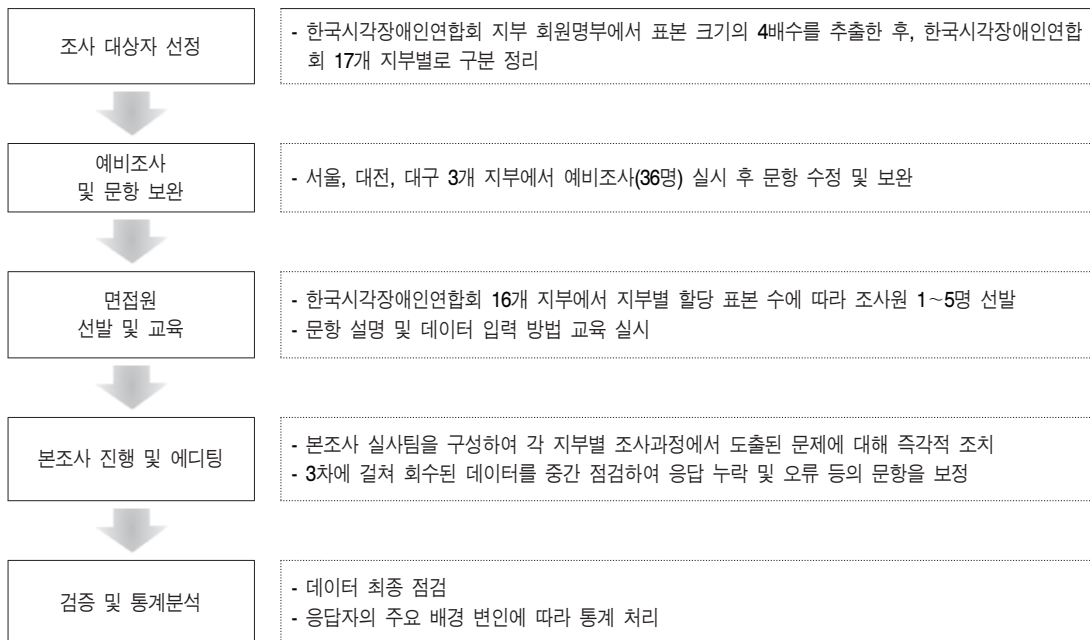 조사 대상자 선정
- 한국시각장애인연합회 지부 회원명부에서 표본 크기의 4배수를 추출한 후, 한국시각장애인연합
회 17개 지부별로 구분 정리
예비조사
및 문항 보완
- 서울, 대전, 대구 3개 지부에서 예비조사(36명) 실시 후 문항 수정 및 보완
면접원
선발 및 교육
- 한국시각장애인연합회 16개 지부에서 지부별 할당 표본 수에 따라 조사원 1～5명 선발
- 문항 설명 및 데이터 입력 방법 교육 실시
본조사 진행 및 에디팅
- 본조사 실사팀을 구성하여 각 지부별 조사과정에서 도출된 문제에 대해 즉각적 조치
- 3차에 걸쳐 회수된 데이터를 중간 점검하여 응답 누락 및 오류 등의 문항을 보정
검증 및 통계분석
- 데이터 최종 점검
- 응답자의 주요 배경 변인에 따라 통계 처리